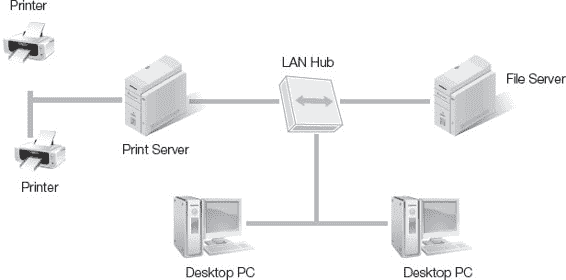 Printer
LAN Hub
File Server
Print Server
Printer
Desktop PC
Desktop PC